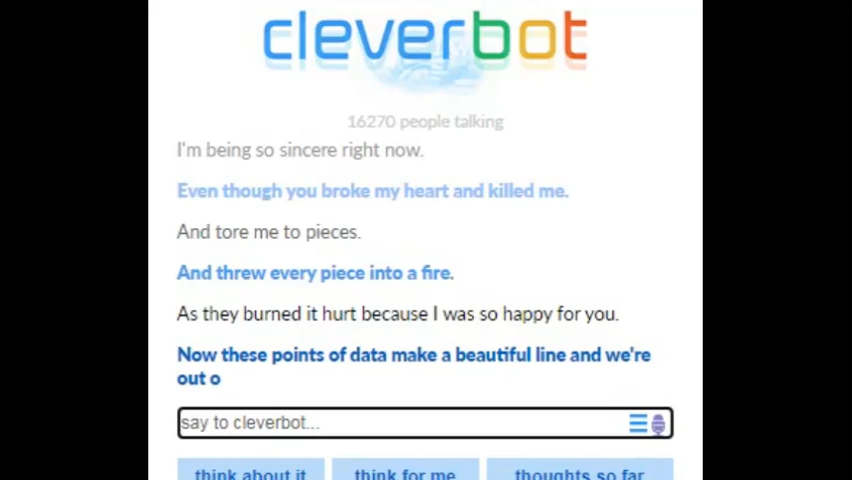 cleverbot
16270 people talking
I'm being so sincere right now.
Even though you broke my heart and killed me.
And tore me to pieces.
And threw every piece into a fire.
As they burned it hurt because I was so happy for you.
Now these points of data make a beautiful line and we're
out o
say to cleverbot...
think about it think for me thoughts so far